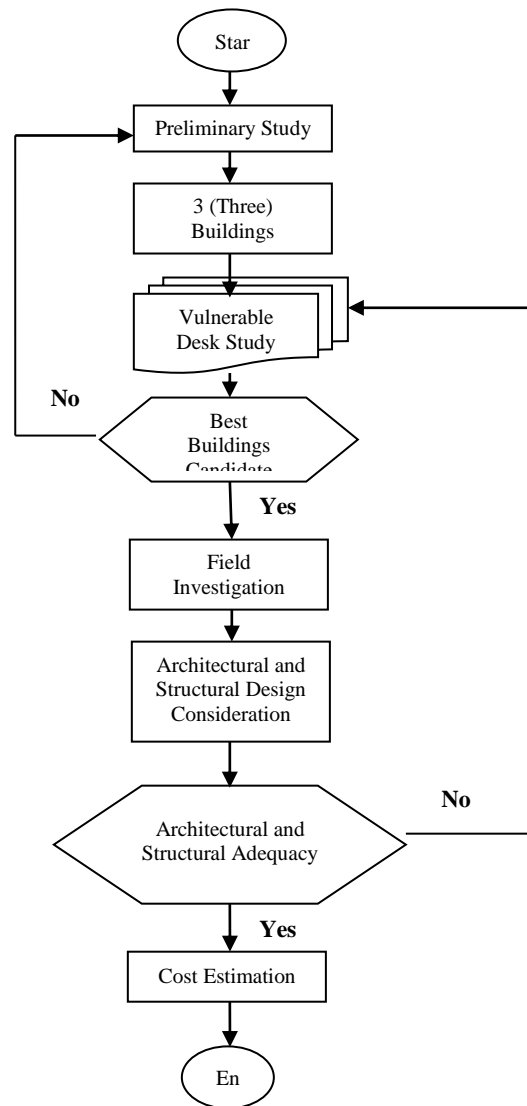 Star
Preliminary Study
3 (Three)
Buildings
Vulnerable
Desk Study
No
Best
Buildings
Candidate
Yes
Field
Investigation
Architectural and
Structural Design
Consideration
No
Architectural and
Structural Adequacy
Yes
Cost Estimation
En